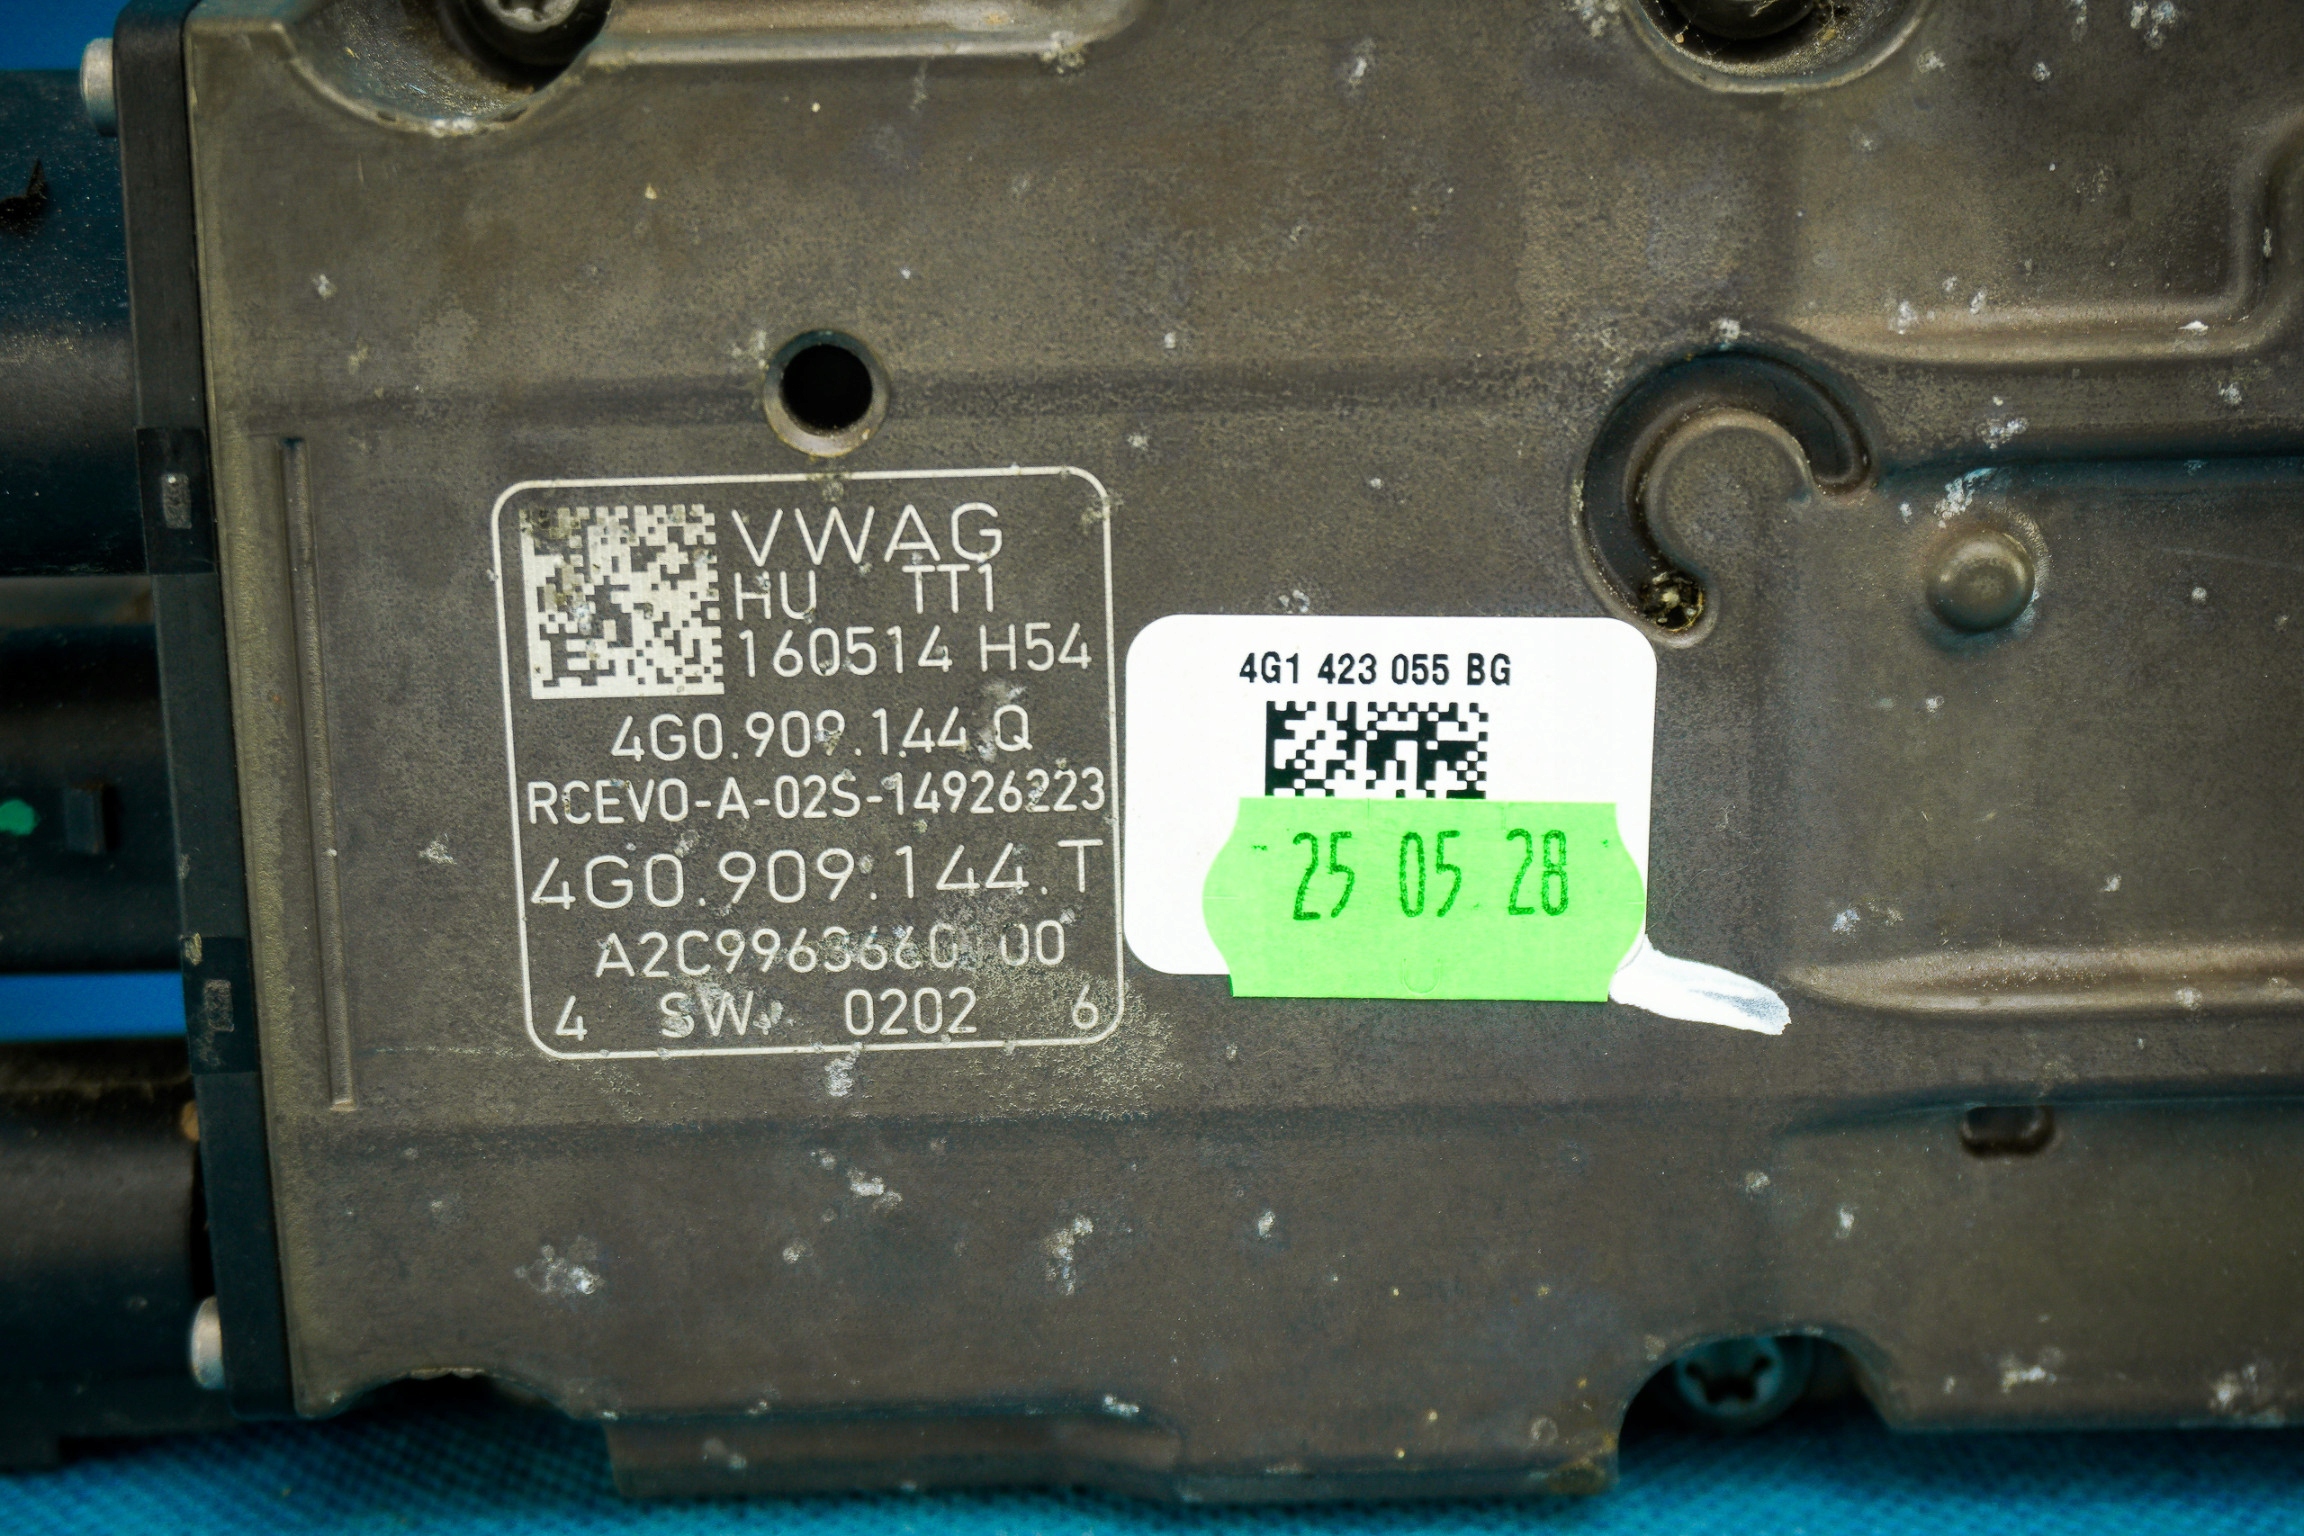 VWAG
HU TT1
160514 H54
4G0.909.144 Q
RCEVO-A-02S-14926223
4G0.909.144.T
4 SW. 0202 6
4G1 423 055 BG
25 05 28